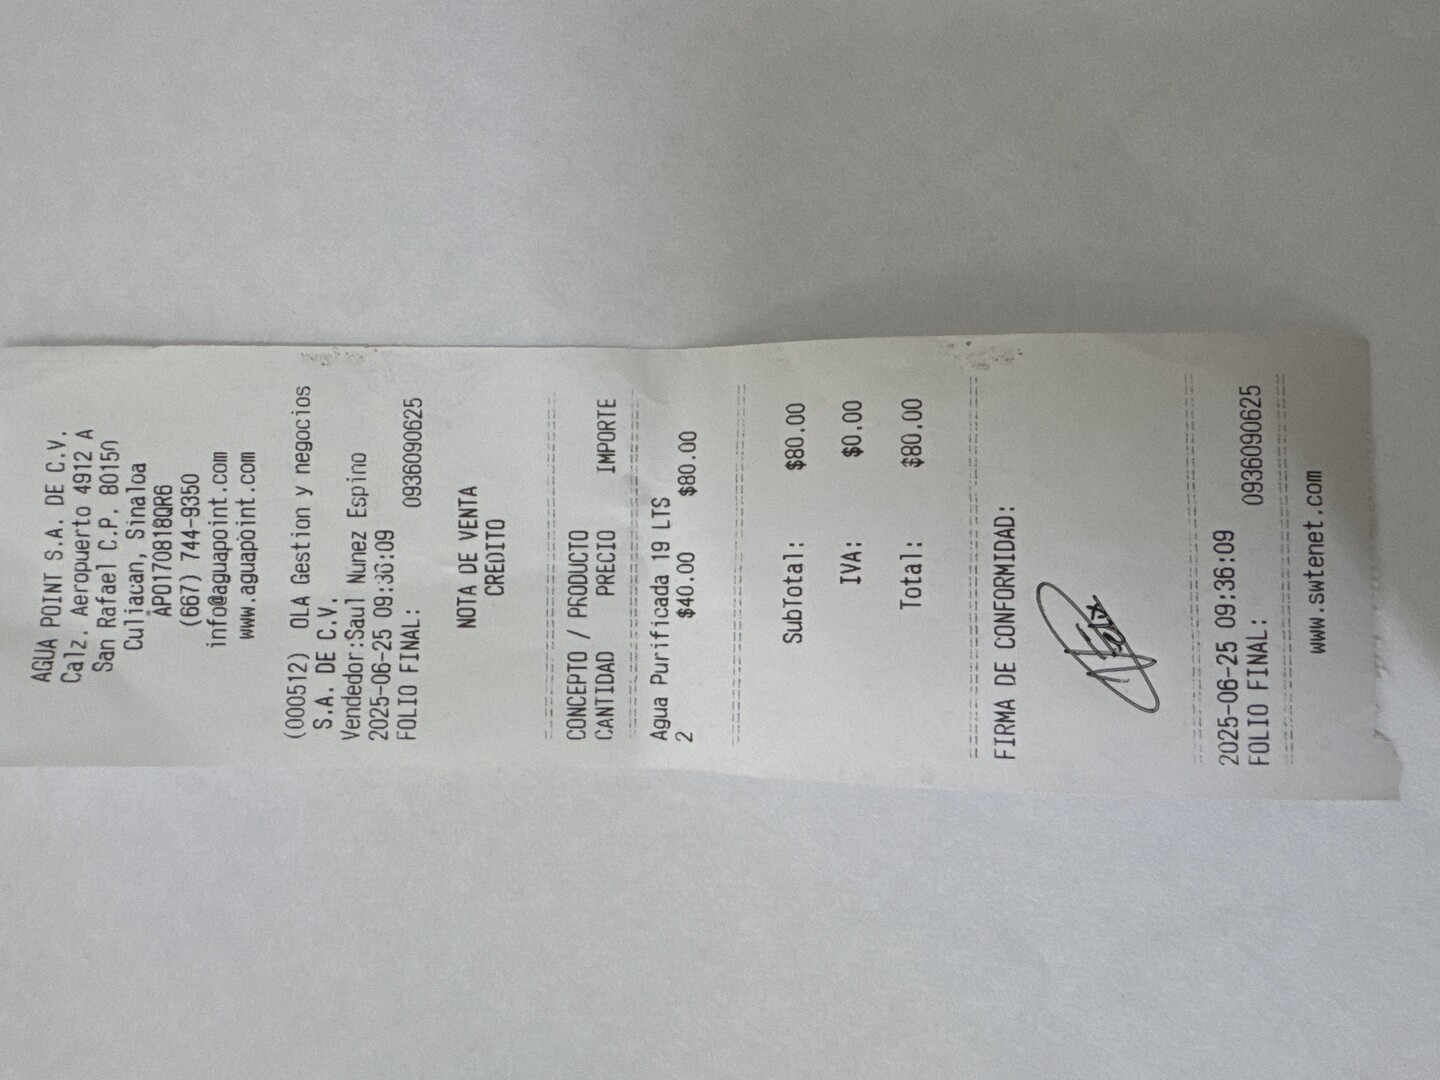 AGUA POINT S.A. DE C.V.
Calz. Aeropuerto 4912 A
San Rafael C.P. 80150
Culiacan, Sinaloa
APO170818QR6
(667) 744-9350
info@aguapoint.com
www.aguapoint.com
(000512) OLA Gestion y negocios
S.A. DE C.V.
Vendedor:Saul Nunez Espino
2025-06-25 09:36:09
FOLIO FINAL: 0936090625
NOTA DE VENTA
CREDITO
CONCEPTO / PRODUCTO
CANTIDAD PRECIO IMPORTE
Agua Purificada 19 LTS
2 $40.00 $80.00
SubTotal: $80.00
IVA: $0.00
Total: $80.00
FIRMA DE CONFORMIDAD:
2025-06-25 09:36:09
FOLIO FINAL: 0936090625
www.swtenet.com